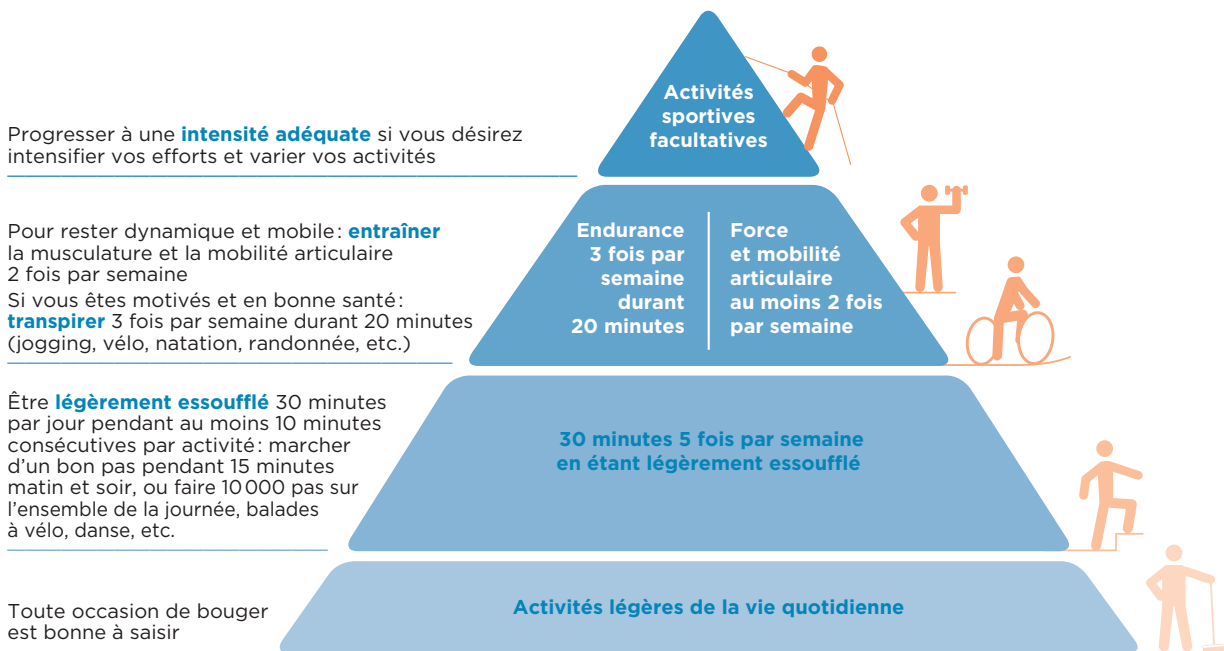 Activités
sportives
facultatives
Progresser à une intensité adéquate si vous désirez
intensifier vos efforts et varier vos activités
Pour rester dynamique et mobile : entraîner
la musculature et la mobilité articulaire
2 fois par semaine
Si vous êtes motivés et en bonne santé :
transpirer 3 fois par semaine durant 20 minutes
(jogging, vélo, natation, randonnée, etc.)
Endurance
3 fois par
semaine
durant
20 minutes
Force
et mobilité
articulaire
au moins 2 fois
par semaine
Être légèrement essoufflé 30 minutes
par jour pendant au moins 10 minutes
consécutives par activité : marcher
d'un bon pas pendant 15 minutes
matin et soir, ou faire 10 000 pas sur
l'ensemble de la journée, balades
à vélo, danse, etc.
30 minutes 5 fois par semaine
en étant légèrement essoufflé
Toute occasion de bouger
est bonne à saisir
Activités légères de la vie quotidienne